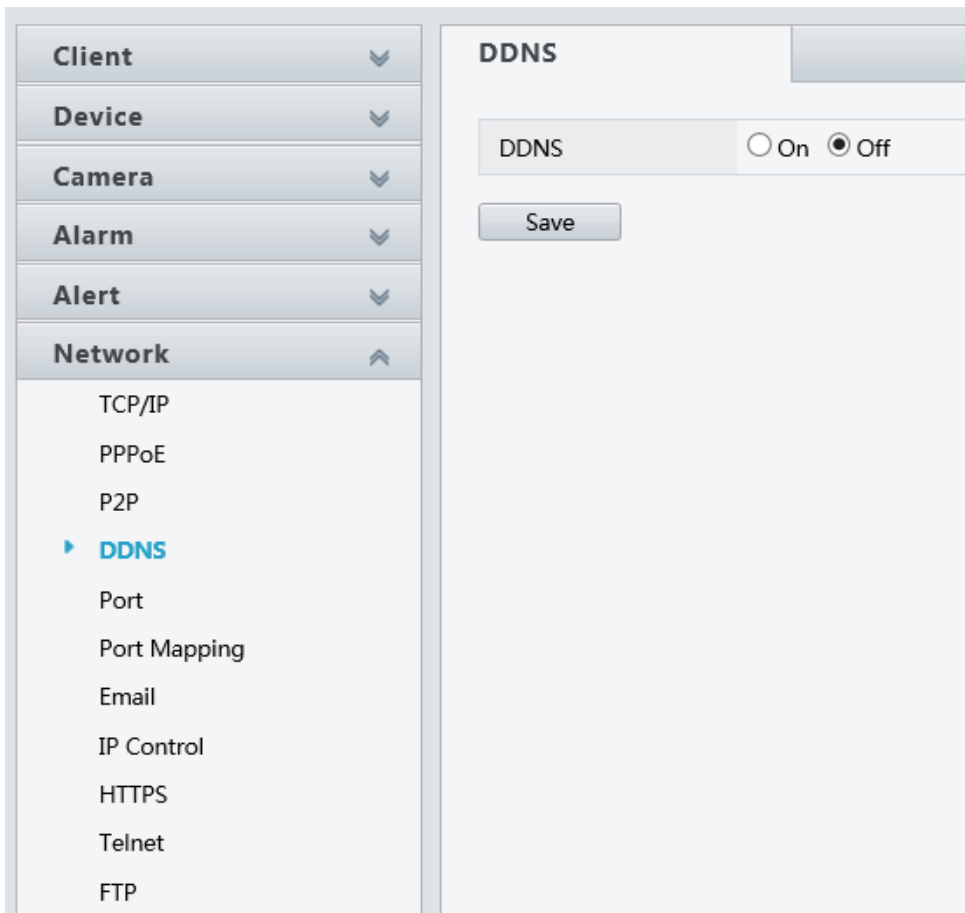 Client
Device
Camera
Alarm
Alert
Network
TCP/IP
PPPoE
P2P
DDNS
Port
Port Mapping
Email
IP Control
HTTPS
Telnet
FTP
DDNS
DDNS On Off
Save